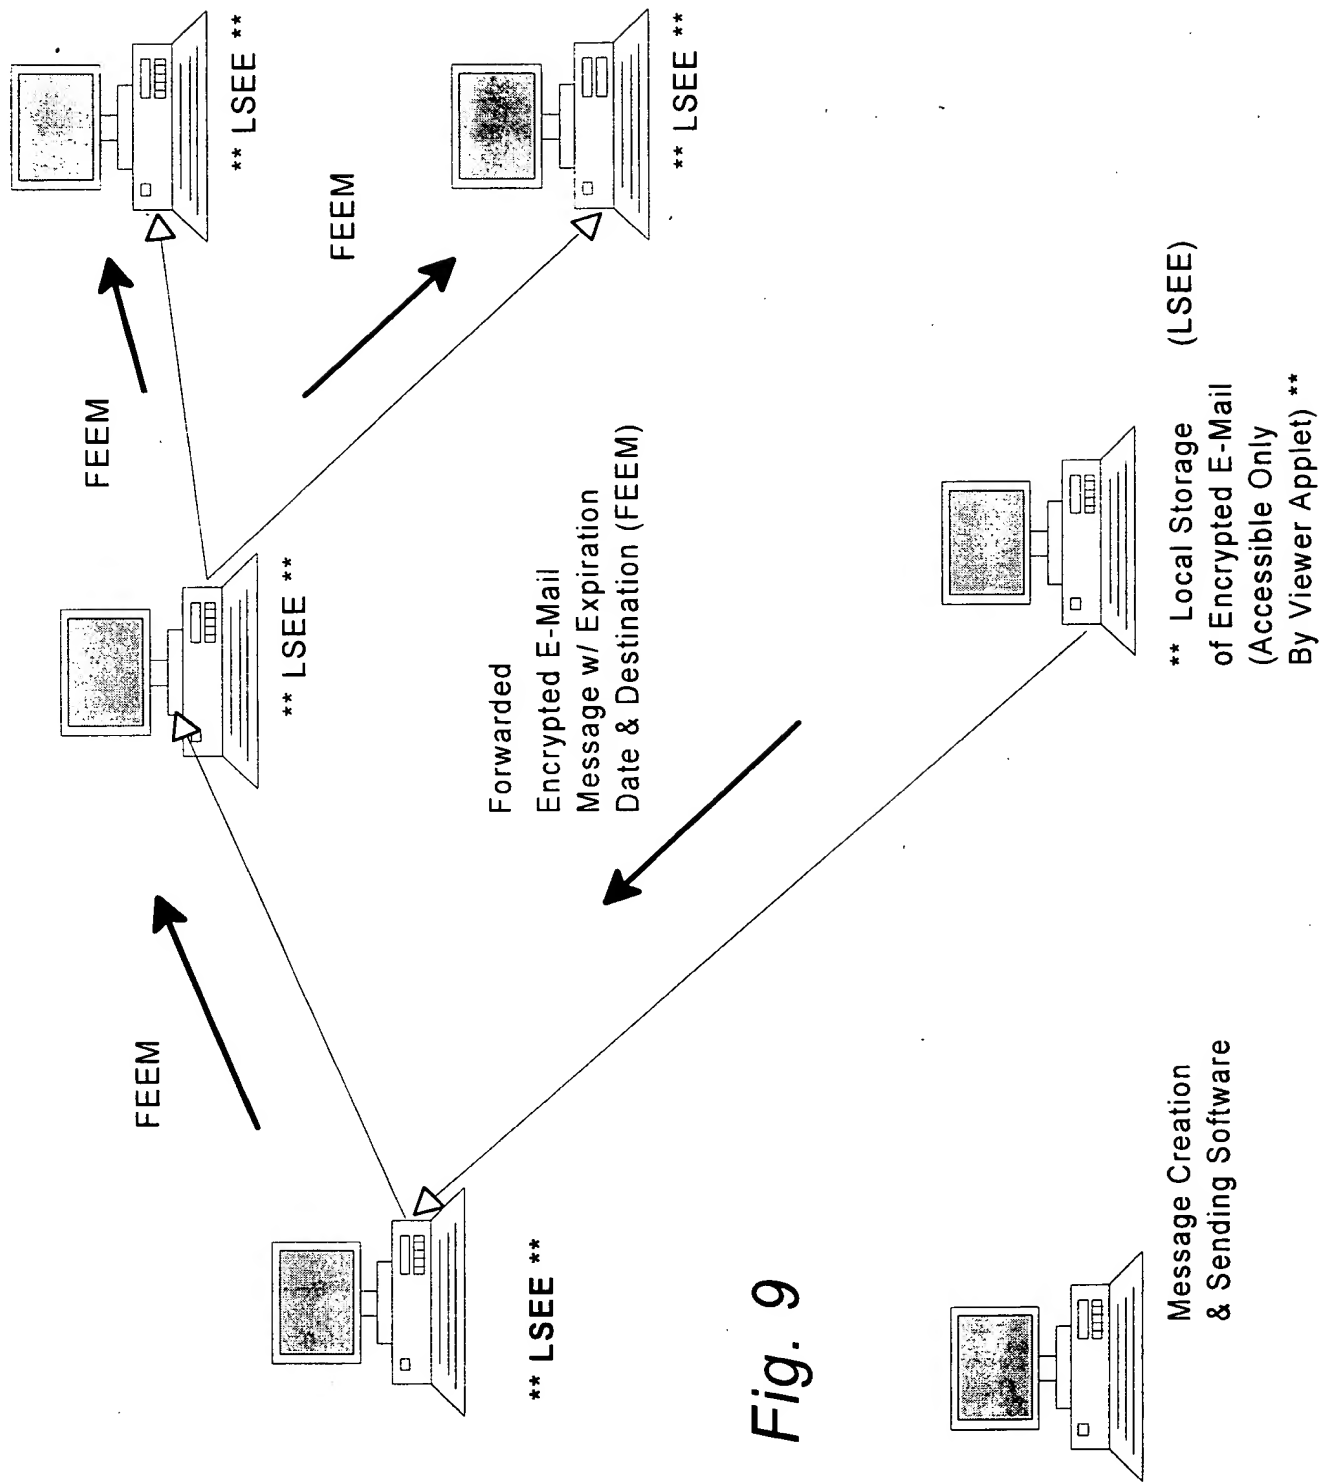 FEEM
** LSEE **
FEEM
** LSEE **
FEEM
** LSEE **
** LSEE **
Forwarded
Encrypted E-Mail
Message w/ Expiration
Date & Destination (FEEM)
Fig. 9
Message Creation
& Sending Software
** Local Storage (LSEE)
of Encrypted E-Mail
(Accessible Only
By Viewer Applet) **